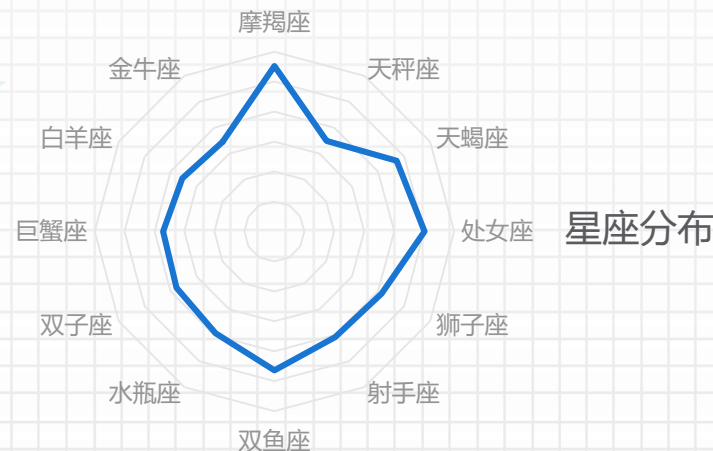 摩羯座
金牛座
天秤座
白羊座
天蝎座
巨蟹座
处女座
星座分布
双子座
狮子座
水瓶座
射手座
双鱼座